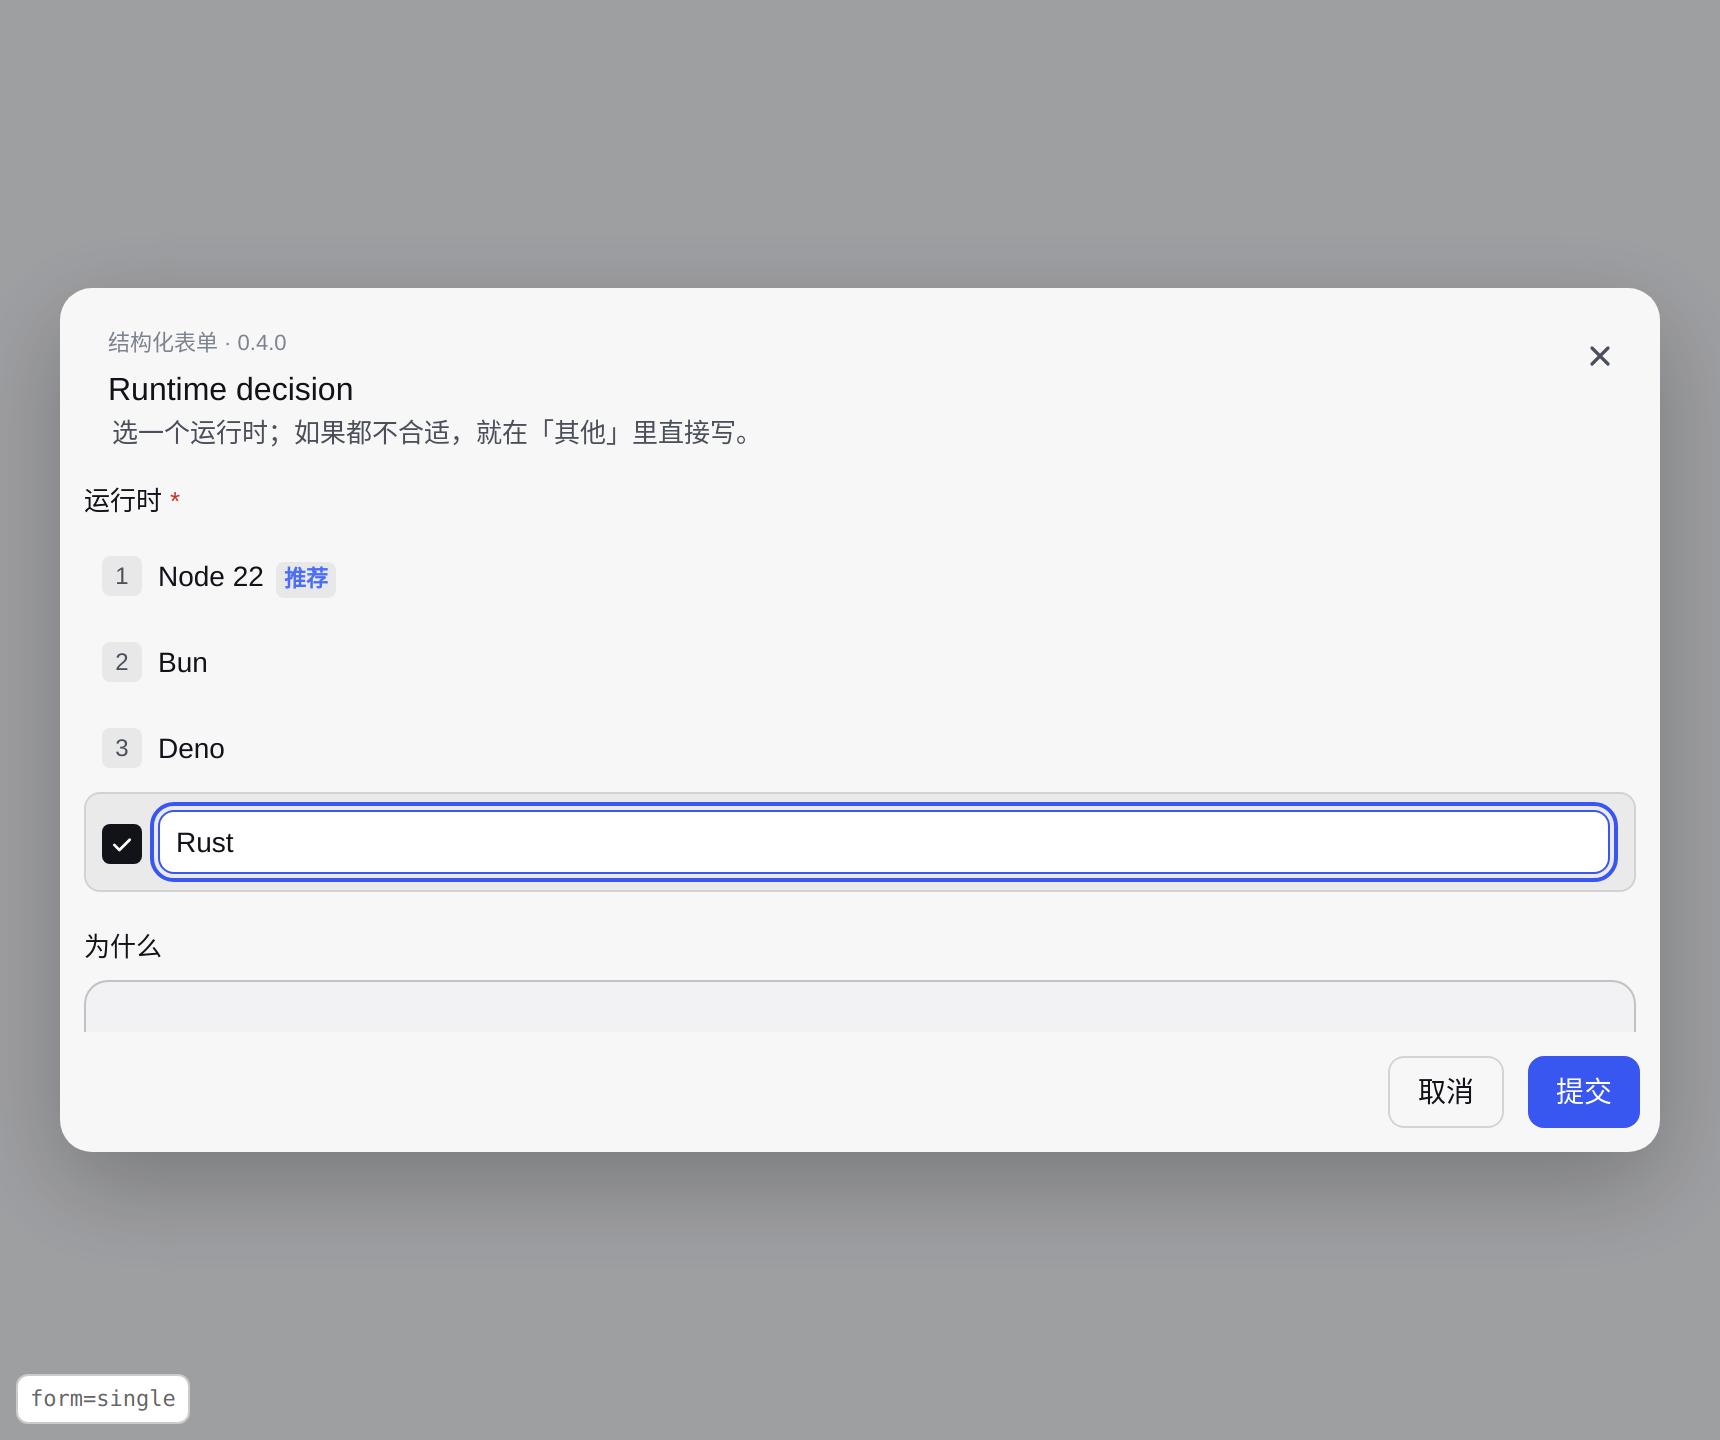 结构化表单 · 0.4.0
Runtime decision
选一个运行时；如果都不合适，就在「其他」里直接写。
运行时 *
1 Node 22 推荐
2 Bun
3 Deno
Rust
为什么
取消 提交
form=single